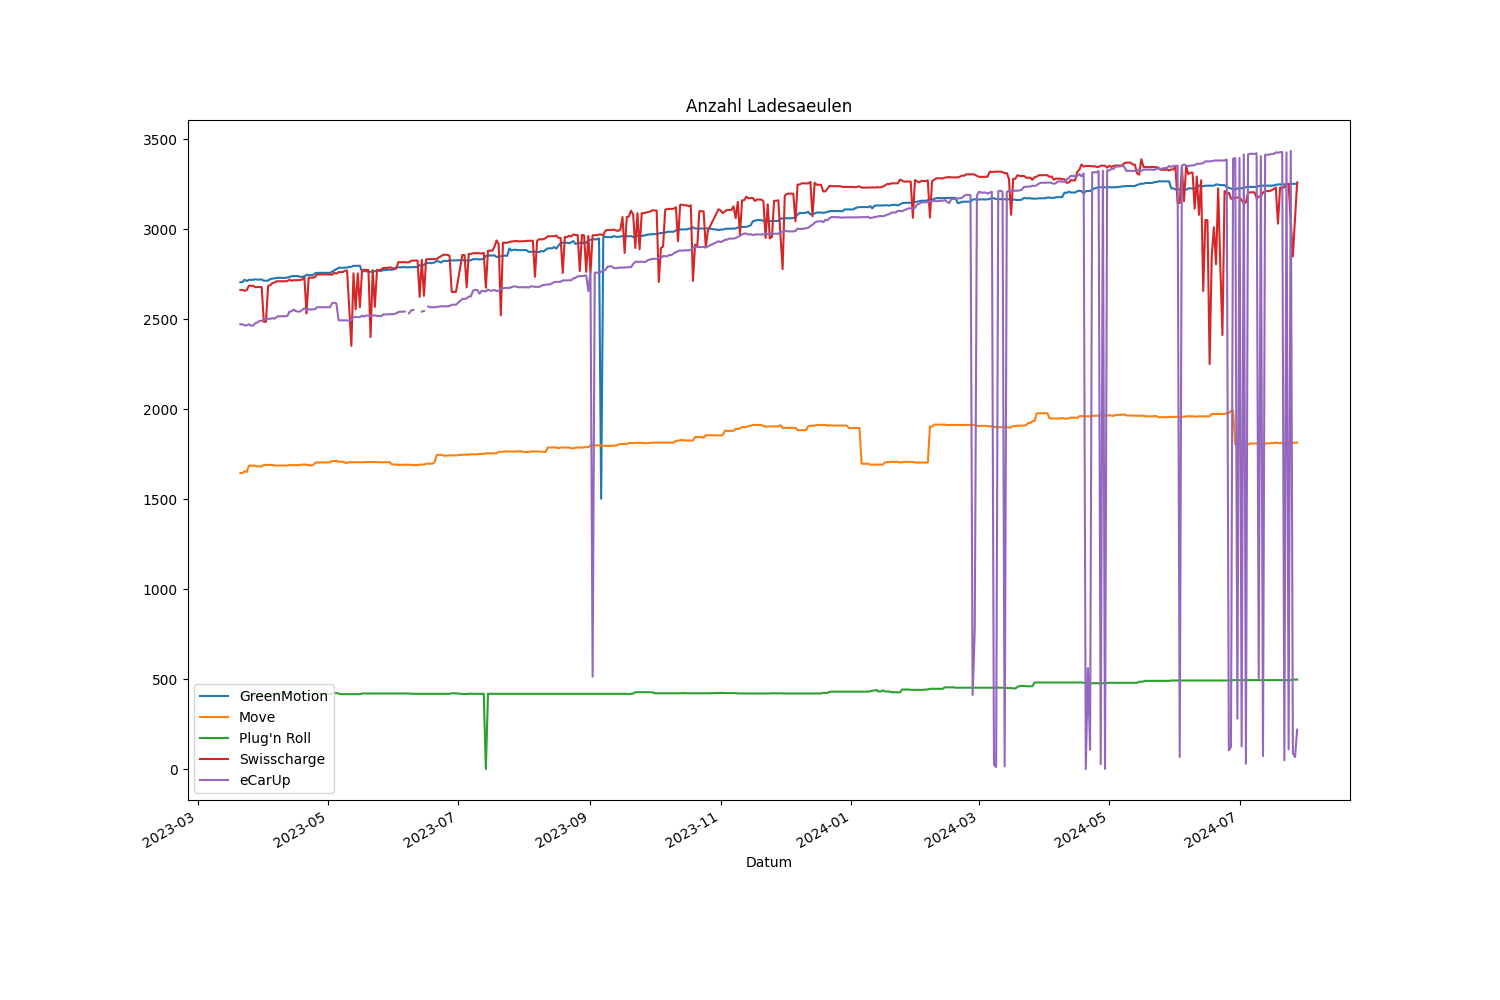 Anzahl Ladesaeulen
3500
3000
2500
2000
1500
1000
500
0
GreenMotion
Move
Plug'n Roll
Swisscharge
eCarUp
2023-03
2023-05
2023-07
2023-09
2023-11
2024-01
2024-03
2024-05
2024-07
Datum